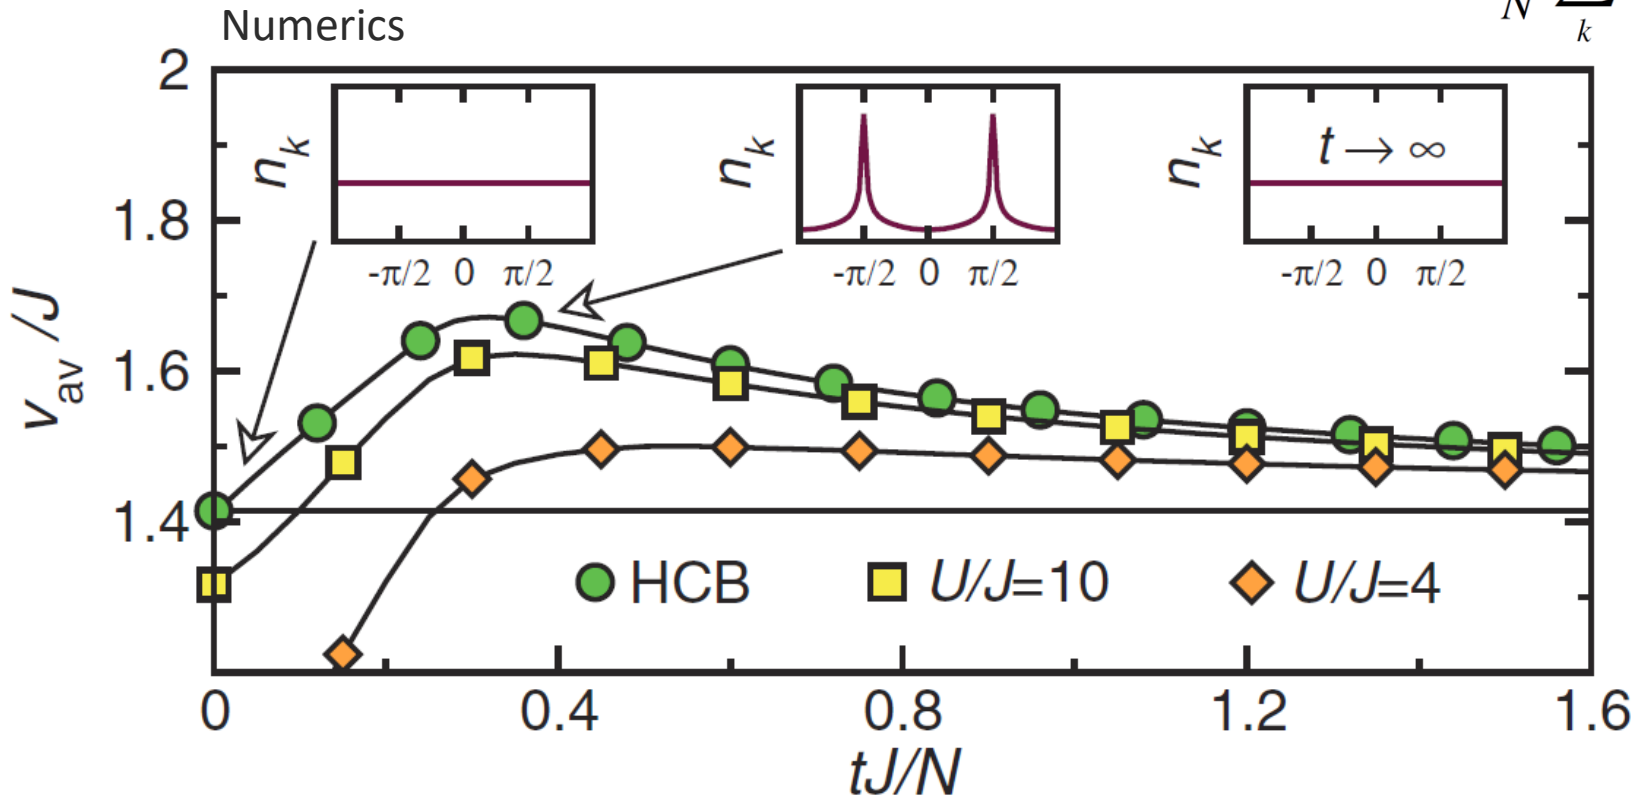 Numerics
N Σ
k
2
1.8
1.6
1.4
v_av /J
n_k
-π/2 0 π/2
n_k
-π/2 0 π/2
n_k
t → ∞
-π/2 0 π/2
HCB U/J=10 U/J=4
0 0.4 0.8 1.2 1.6
tJ/N